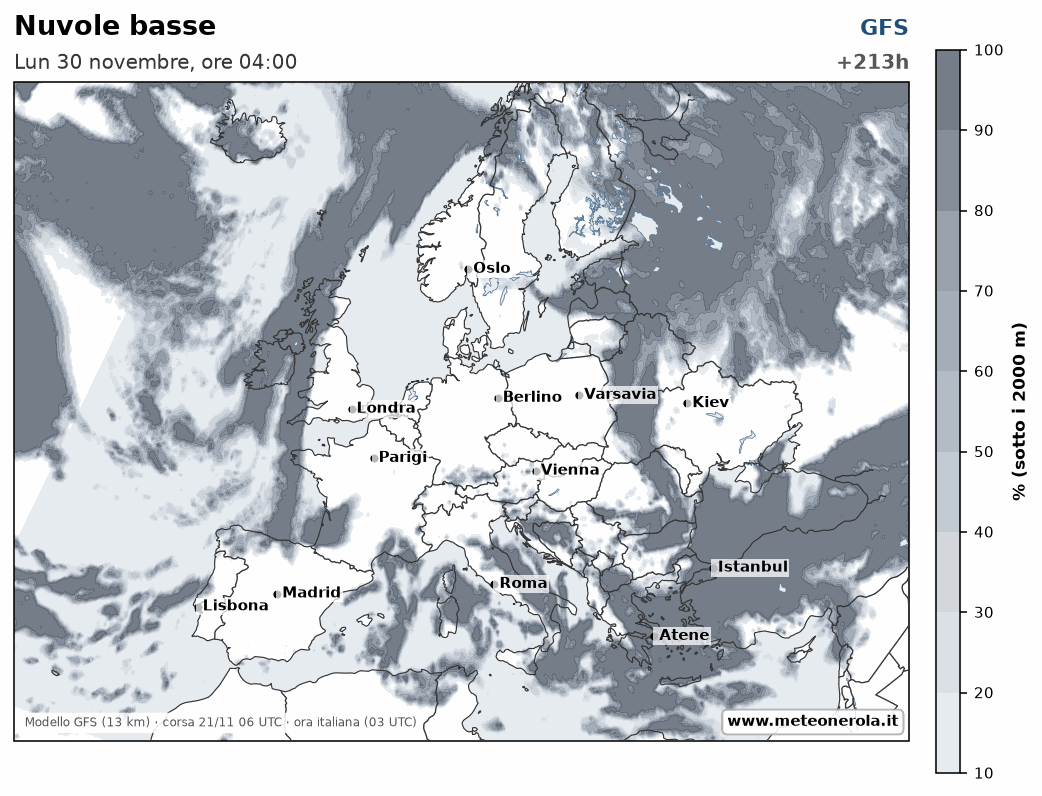 Nuvole basse
GFS
Lun 30 novembre, ore 04:00
+213h
100
90
80
70
60
50
40
30
20
10
% (sotto i 2000 m)
Oslo
Londra
Berlino
Varsavia
Kiev
Parigi
Vienna
Istanbul
Madrid
Roma
Lisbona
Atene
Modello GFS (13 km) · corsa 21/11 06 UTC · ora italiana (03 UTC)
www.meteonerola.it